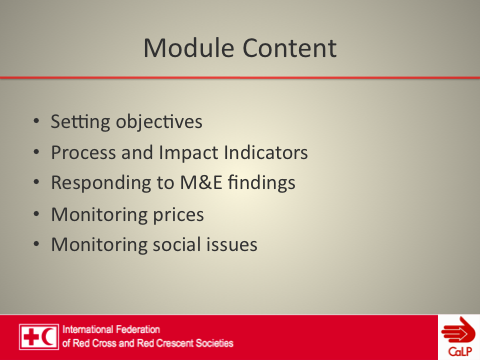 Module Content
• Setting objectives
• Process and Impact Indicators
• Responding to M&E findings
• Monitoring prices
• Monitoring social issues
International Federation
of Red Cross and Red Crescent Societies
CaLP